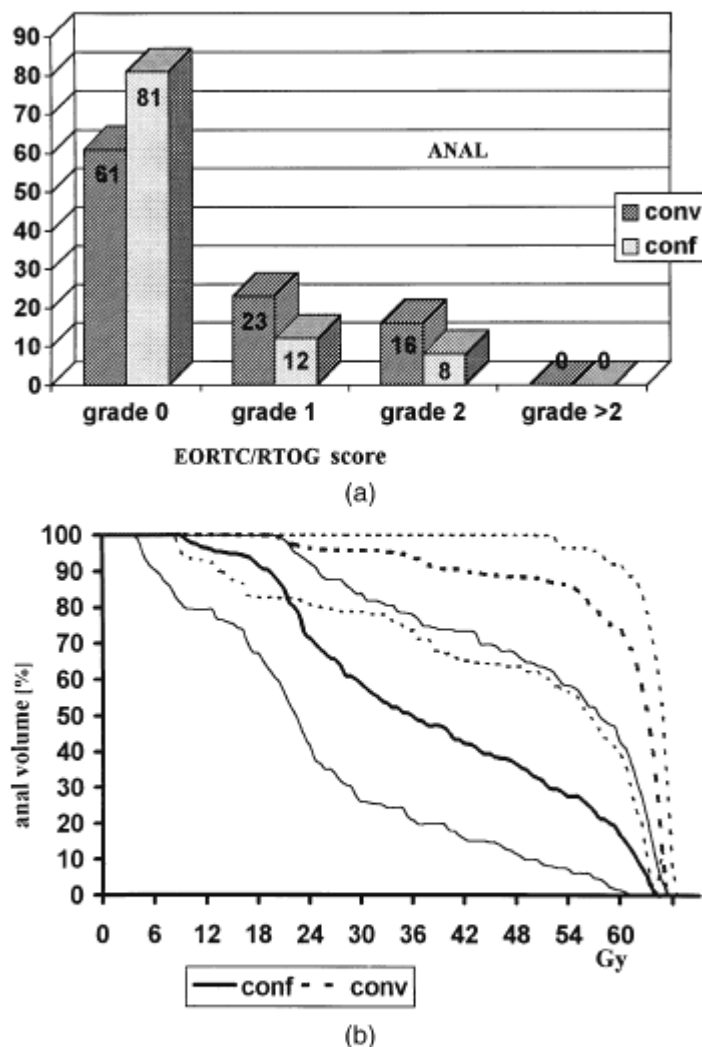 90
80
70
60
50
40
30
20
10
0
61
81
23
12
16
8
0
0
ANAL
conv
conf
grade 0 grade 1 grade 2 grade >2
EORTC/RTOG score
(a)
100
90
80
70
60
50
40
30
20
10
0
anal volume [%]
0 6 12 18 24 30 36 42 48 54 60
Gy
conf conv
(b)